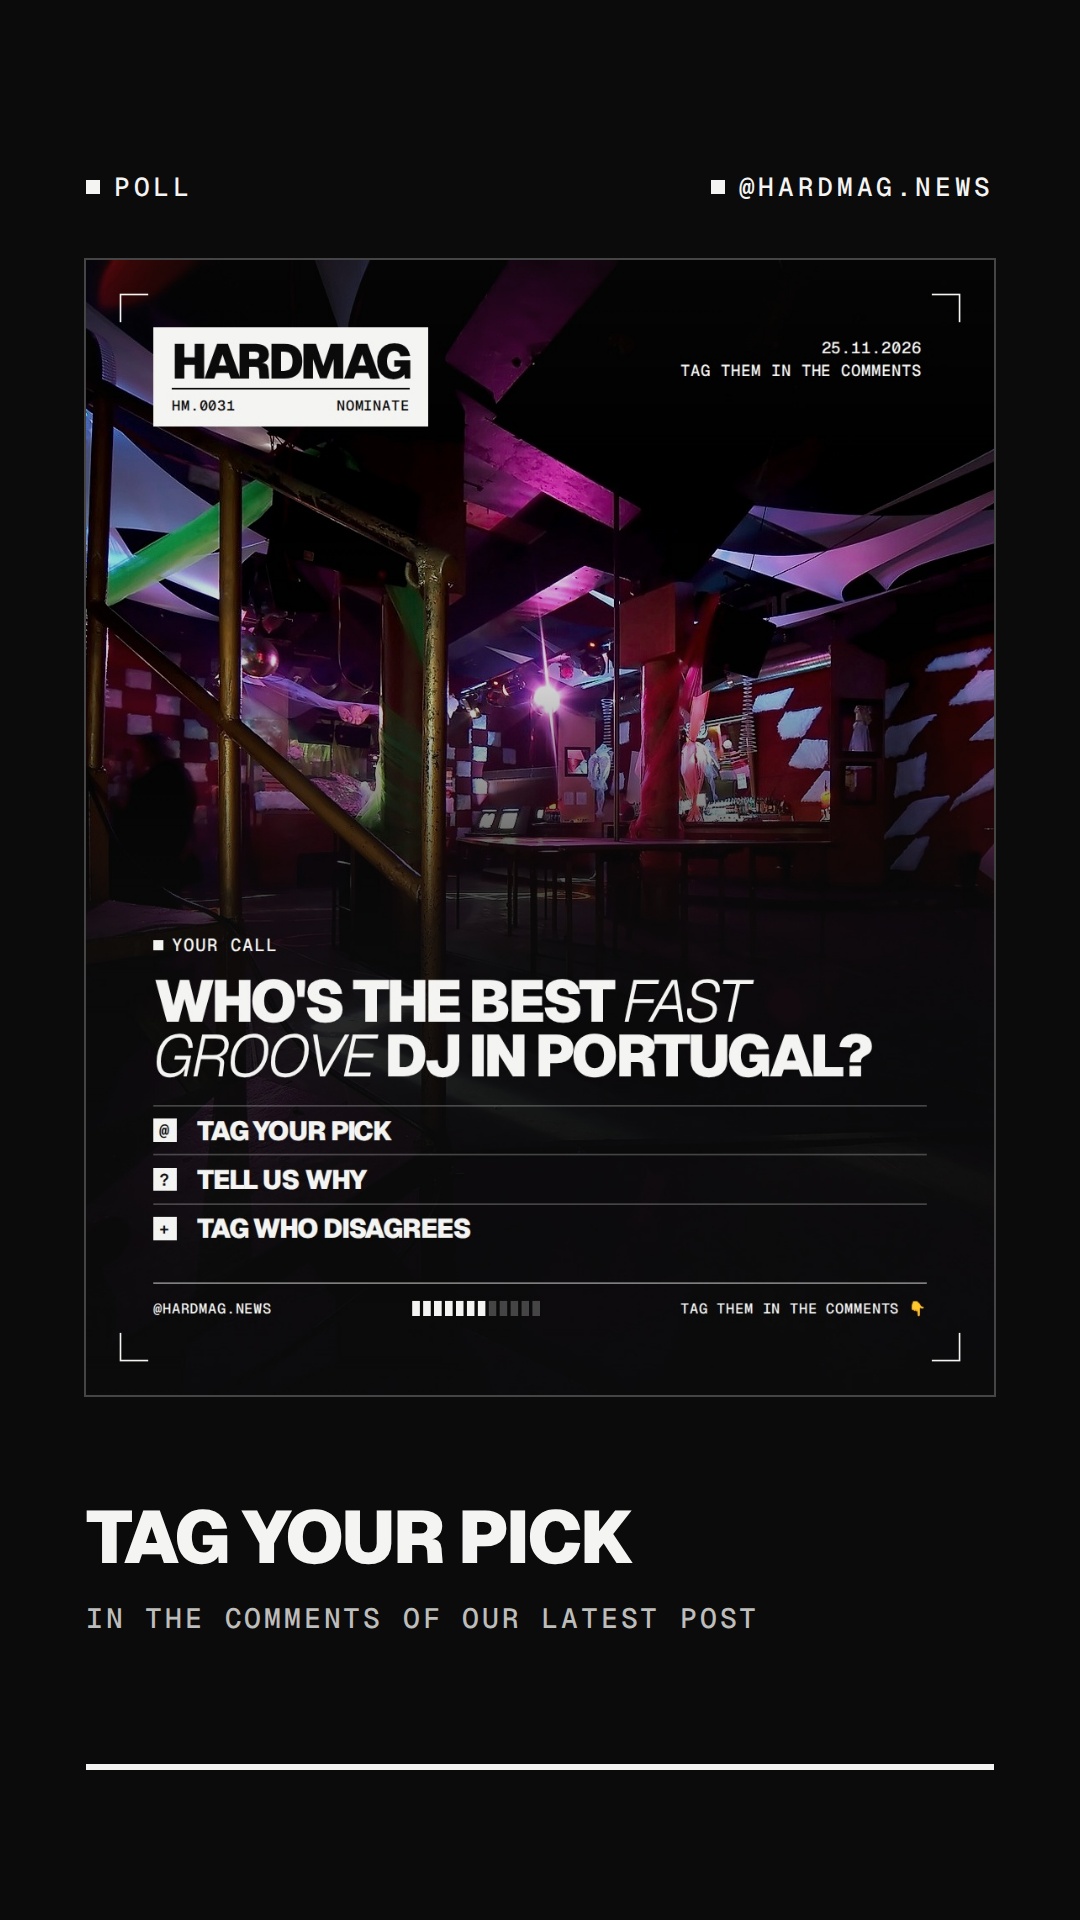 POLL
@HARDMAG.NEWS
HARDMAG
HM.0031 NOMINATE
25.11.2026
TAG THEM IN THE COMMENTS
YOUR CALL
WHO'S THE BEST FAST
GROOVE DJ IN PORTUGAL?
@ TAG YOUR PICK
? TELL US WHY
+ TAG WHO DISAGREES
@HARDMAG.NEWS
TAG THEM IN THE COMMENTS 👇
TAG YOUR PICK
IN THE COMMENTS OF OUR LATEST POST